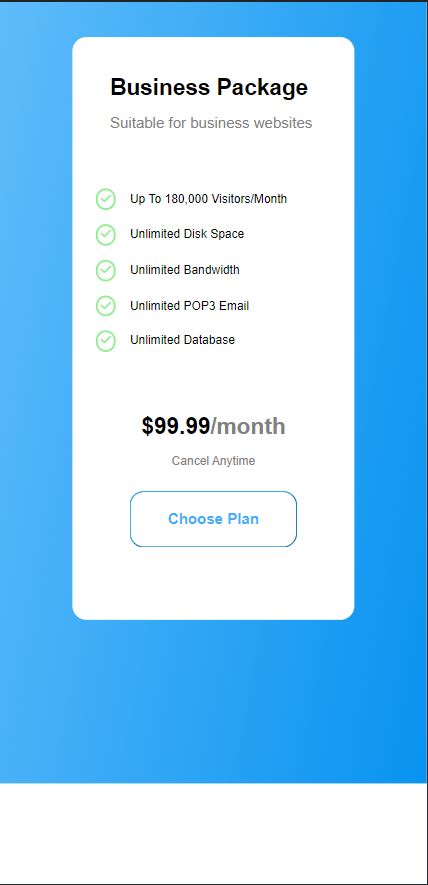 Business Package
Suitable for business websites
Up To 180,000 Visitors/Month
Unlimited Disk Space
Unlimited Bandwidth
Unlimited POP3 Email
Unlimited Database
$99.99/month
Cancel Anytime
Choose Plan